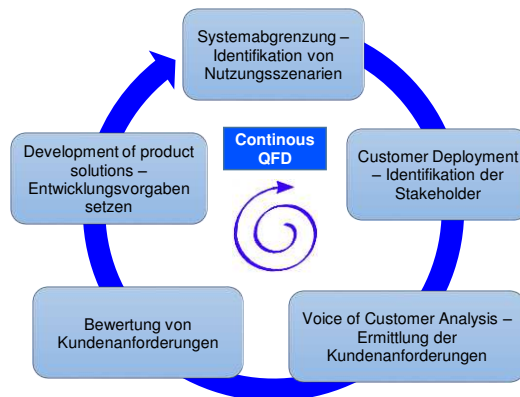 Systemabgrenzung –
Identifikation von
Nutzungsszenarien
Continous
QFD
Customer Deployment
– Identifikation der
Stakeholder
Voice of Customer Analysis –
Ermittlung der
Kundenanforderungen
Bewertung von
Kundenanforderungen
Development of product
solutions –
Entwicklungsvorgaben
setzen